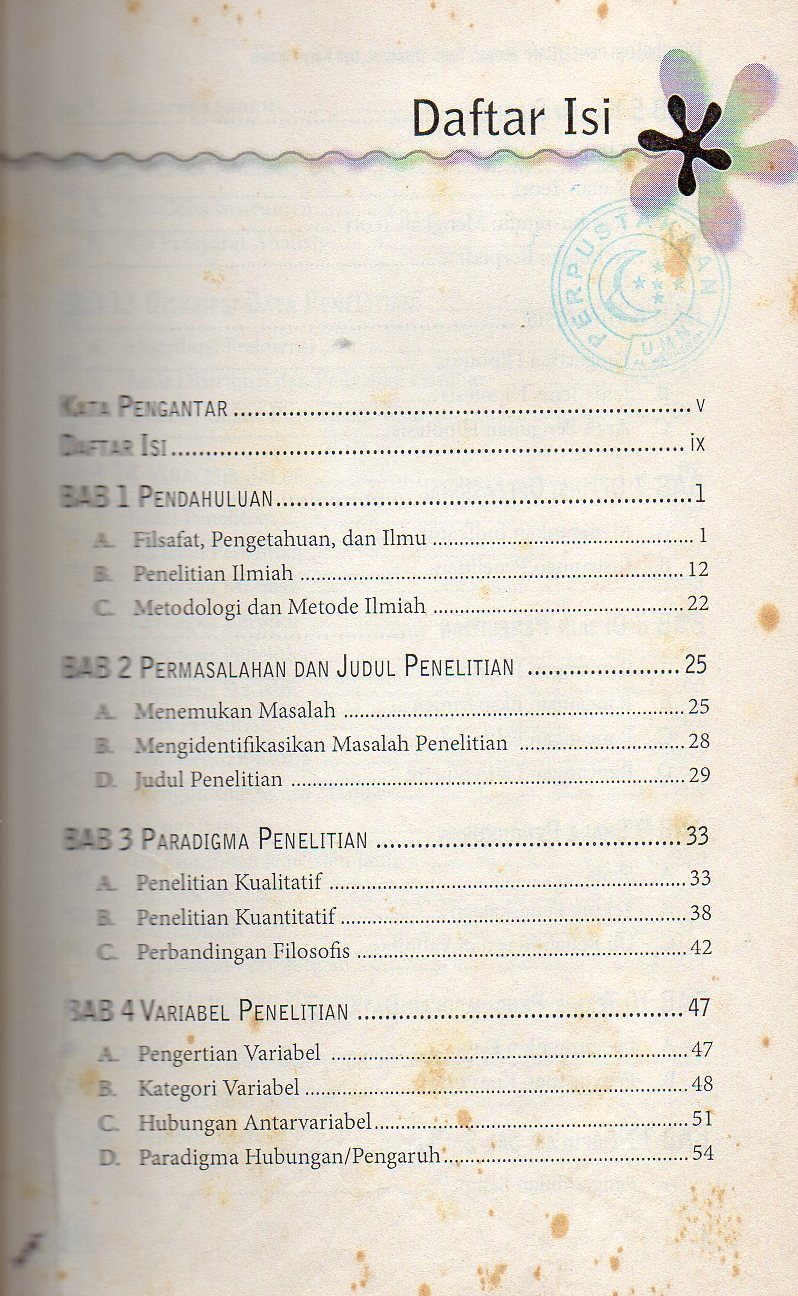 Daftar Isi
PERPUSTAKAAN
KATA PENGANTAR ........ v
DAFTAR ISI ........ ix
BAB 1 PENDAHULUAN ........ 1
A. Filsafat, Pengetahuan, dan Ilmu ........ 1
B. Penelitian Ilmiah ........ 12
C. Metodologi dan Metode Ilmiah ........ 22
BAB 2 PERMASALAHAN DAN JUDUL PENELITIAN ........ 25
A. Menemukan Masalah ........ 25
B. Mengidentifikasikan Masalah Penelitian ........ 28
D. Judul Penelitian ........ 29
BAB 3 PARADIGMA PENELITIAN ........ 33
A. Penelitian Kualitatif ........ 33
B. Penelitian Kuantitatif ........ 38
C. Perbandingan Filosofis ........ 42
BAB 4 VARIABEL PENELITIAN ........ 47
A. Pengertian Variabel ........ 47
B. Kategori Variabel ........ 48
C. Hubungan Antarvariabel ........ 51
D. Paradigma Hubungan/Pengaruh ........ 54